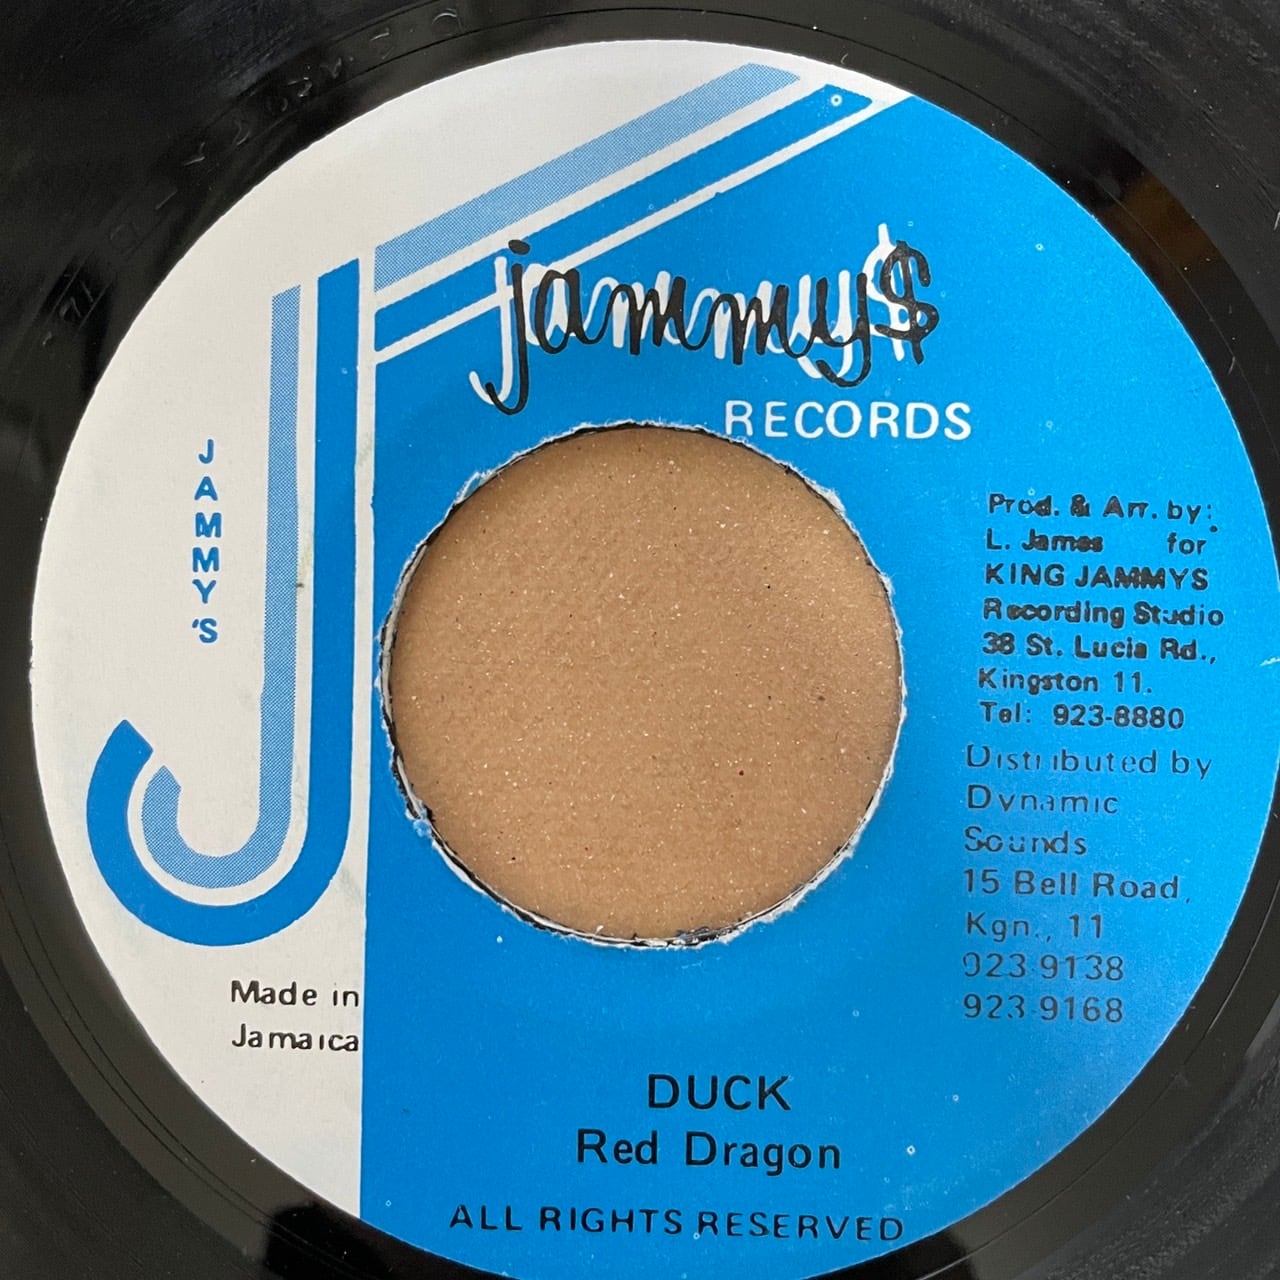 jammy$
RECORDS
JAMMY'S
Prod. & Arr. by:
L. James for
KING JAMMYS
Recording Studio
38 St. Lucia Rd.,
Kingston 11.
Tel: 923-8880
Distributed by
Dynamic
Sounds
15 Bell Road,
Kgn., 11
923-9138
923-9168
Made in
Jamaica
DUCK
Red Dragon
ALL RIGHTS RESERVED